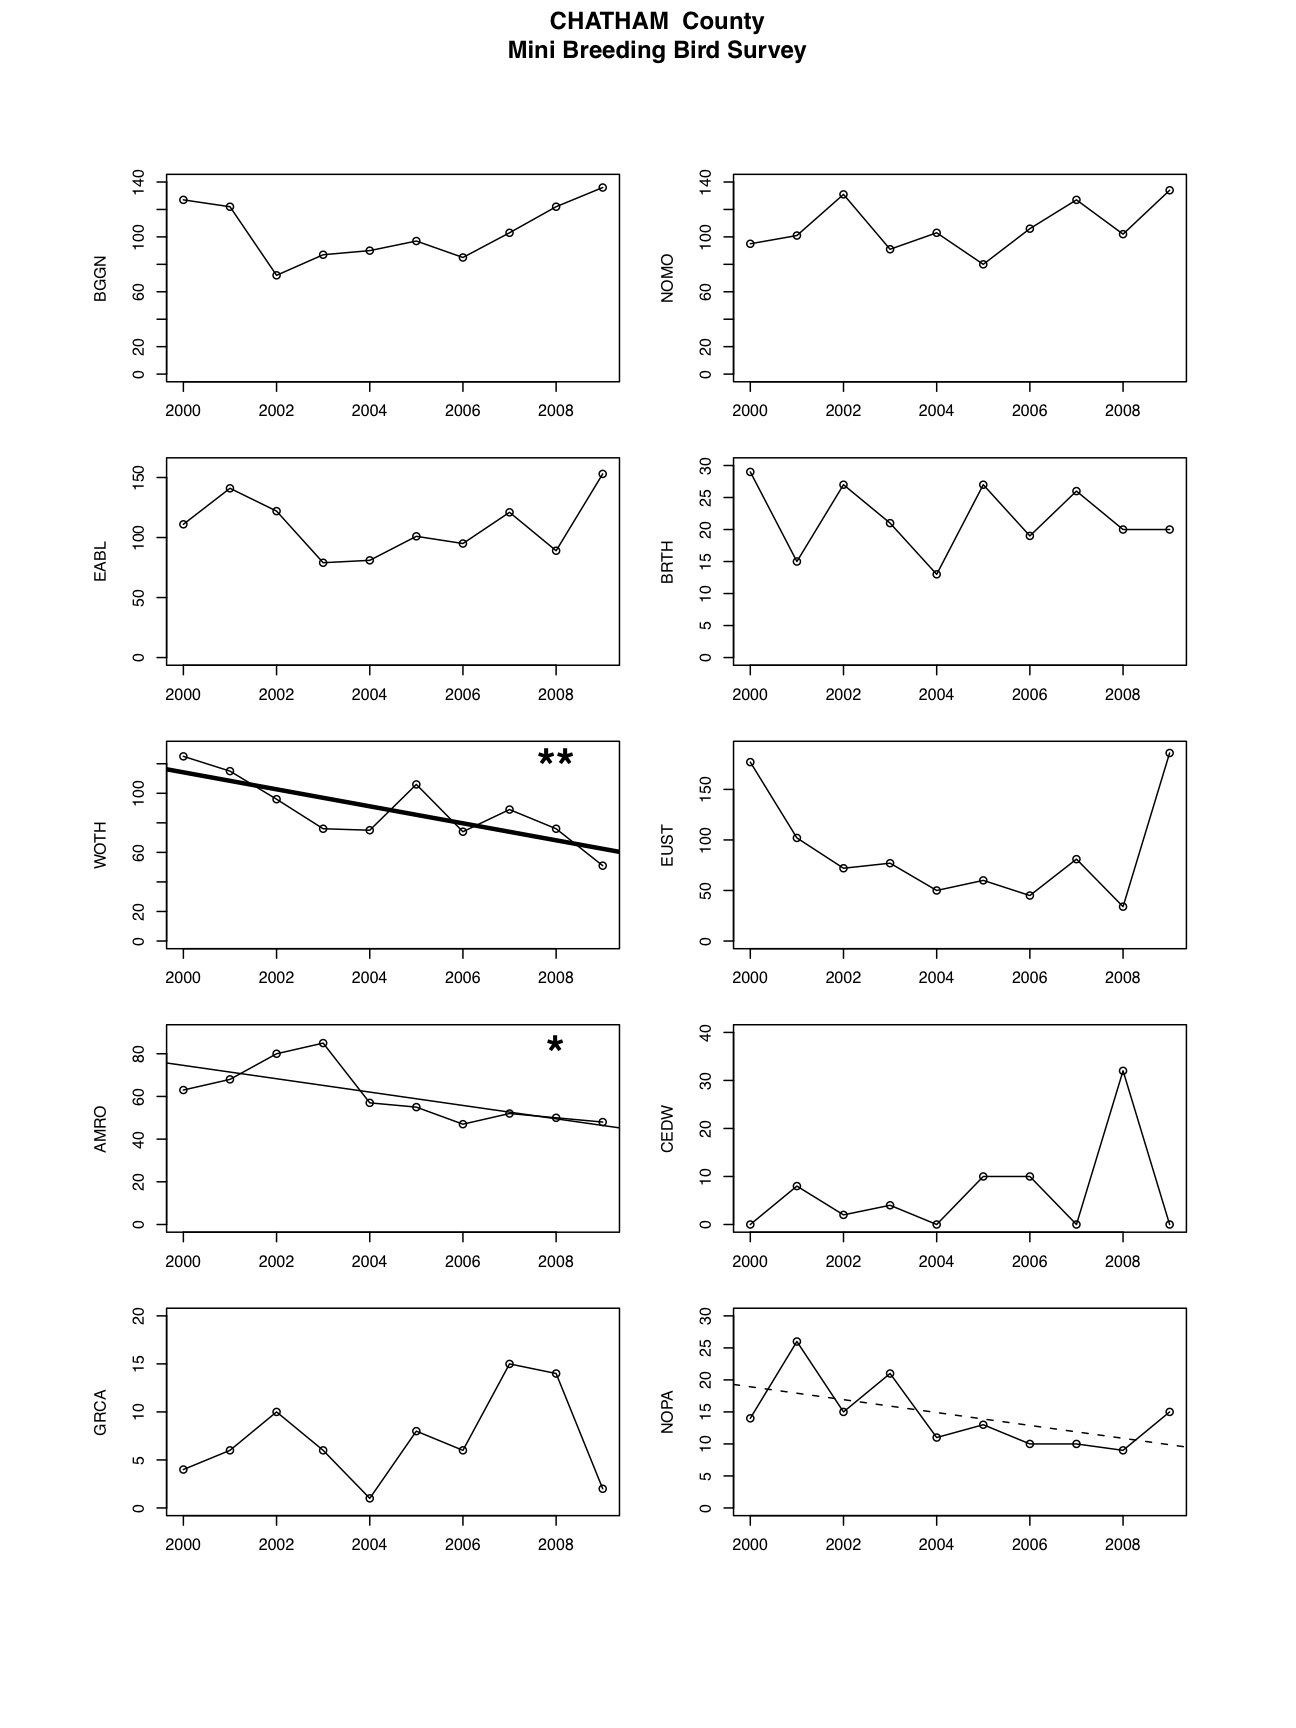 CHATHAM  County
Mini Breeding Bird Survey
BGGN
0 20 60 100 140
2000 2002 2004 2006 2008
NOMO
0 20 60 100 140
2000 2002 2004 2006 2008
EABL
0 50 100 150
2000 2002 2004 2006 2008
BRTH
0 5 10 15 20 25 30
2000 2002 2004 2006 2008
WOTH
0 20 60 100
**
2000 2002 2004 2006 2008
EUST
0 50 100 150
2000 2002 2004 2006 2008
AMRO
0 20 40 60 80
*
2000 2002 2004 2006 2008
CEDW
0 10 20 30 40
2000 2002 2004 2006 2008
GRCA
0 5 10 15 20
2000 2002 2004 2006 2008
NOPA
0 5 10 15 20 25 30
2000 2002 2004 2006 2008